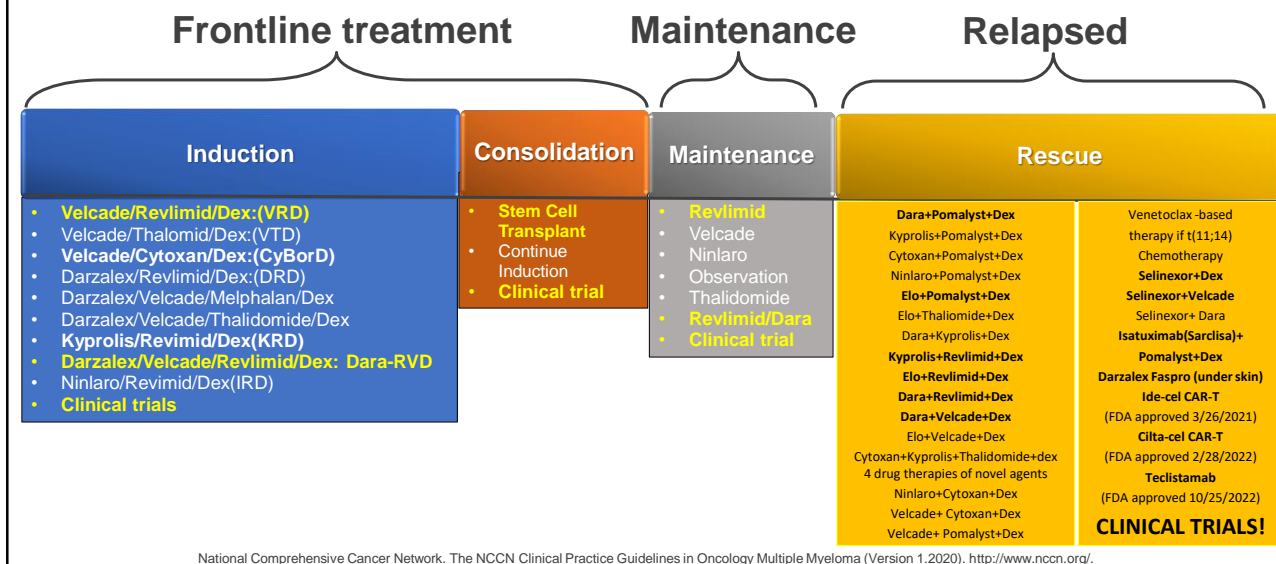 Frontline treatment
Maintenance
Relapsed
Induction
Consolidation
Maintenance
Rescue
• Velcade/Revlimid/Dex:(VRD)
• Velcade/Thalomid/Dex:(VTD)
• Velcade/Cytoxan/Dex:(CyBorD)
• Darzalex/Revlimid/Dex:(DRD)
• Darzalex/Velcade/Melphalan/Dex
• Darzalex/Velcade/Thalidomide/Dex
• Kyprolis/Revimid/Dex(KRD)
• Darzalex/Velcade/Revlimid/Dex: Dara-RVD
• Ninlaro/Revimid/Dex(IRD)
• Clinical trials
• Stem Cell
Transplant
• Continue
Induction
• Clinical trial
• Revlimid
• Velcade
• Ninlaro
• Observation
• Thalidomide
• Revlimid/Dara
• Clinical trial
Dara+Pomalyst+Dex
Kyprolis+Pomalyst+Dex
Cytoxan+Pomalyst+Dex
Ninlaro+Pomalyst+Dex
Elo+Pomalyst+Dex
Elo+Thaliomide+Dex
Dara+Kyprolis+Dex
Kyprolis+Revlimid+Dex
Elo+Revlimid+Dex
Dara+Revlimid+Dex
Dara+Velcade+Dex
Elo+Velcade+Dex
Cytoxan+Kyprolis+Thalidomide+dex
4 drug therapies of novel agents
Ninlaro+Cytoxan+Dex
Velcade+ Cytoxan+Dex
Velcade+ Pomalyst+Dex
Venetoclax -based
therapy if t(11;14)
Chemotherapy
Selinexor+Dex
Selinexor+Velcade
Selinexor+ Dara
Isatuximab(Sarclisa)+
Pomalyst+Dex
Darzalex Faspro (under skin)
Ide-cel CAR-T
(FDA approved 3/26/2021)
Cilta-cel CAR-T
(FDA approved 2/28/2022)
Teclistamab
(FDA approved 10/25/2022)
CLINICAL TRIALS!
National Comprehensive Cancer Network. The NCCN Clinical Practice Guidelines in Oncology Multiple Myeloma (Version 1.2020). http://www.nccn.org/.